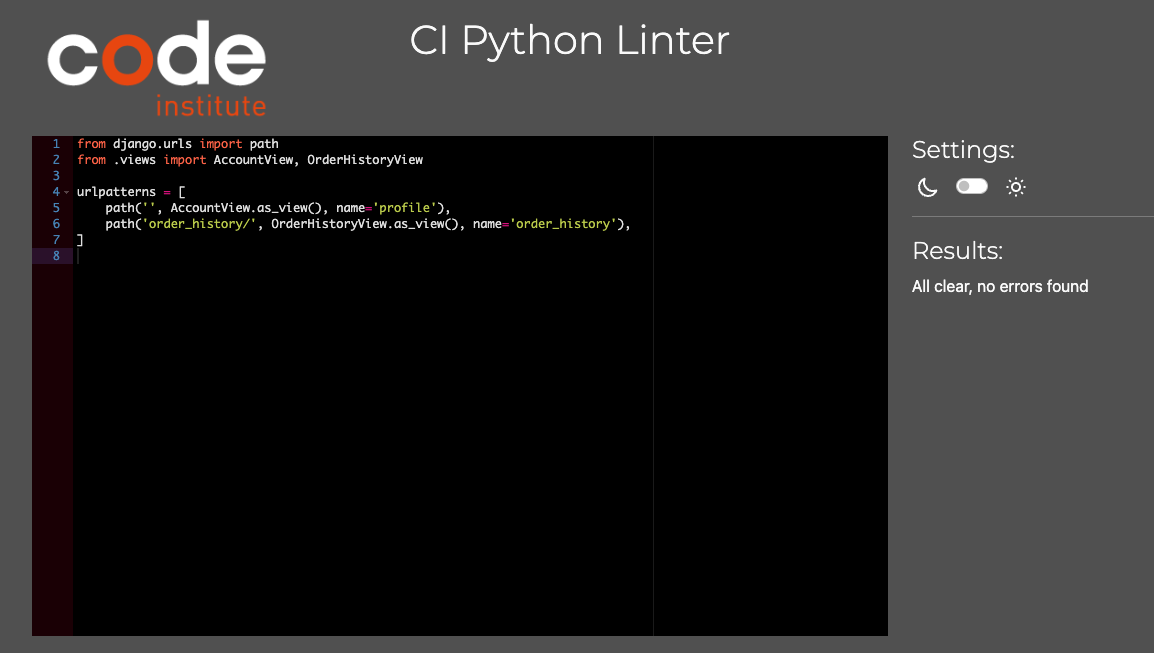 code
institute
CI Python Linter
1 from django.urls import path
2 from .views import AccountView, OrderHistoryView
3
4 urlpatterns = [
5     path('', AccountView.as_view(), name='profile'),
6     path('order_history/', OrderHistoryView.as_view(), name='order_history'),
7 ]
8
Settings:
Results:
All clear, no errors found